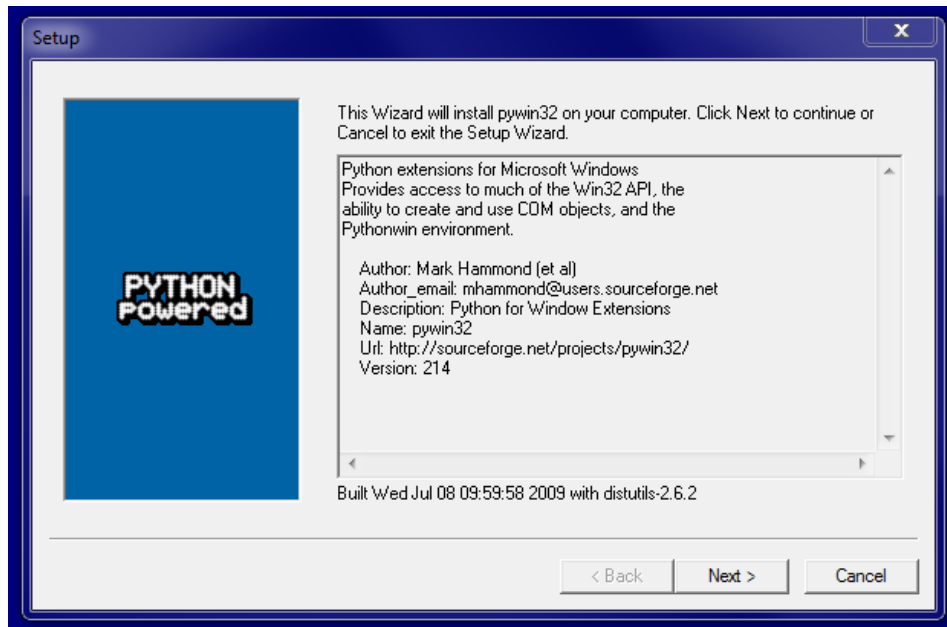 Setup
x
This Wizard will install pywin32 on your computer. Click Next to continue or
Cancel to exit the Setup Wizard.
Python extensions for Microsoft Windows
Provides access to much of the Win32 API, the
ability to create and use COM objects, and the
Pythonwin environment.
Author: Mark Hammond (et al)
Author_email: mhammond@users.sourceforge.net
Description: Python for Window Extensions
Name: pywin32
Url: http://sourceforge.net/projects/pywin32/
Version: 214
PYTHON
Powered
Built Wed Jul 08 09:59:58 2009 with distutils-2.6.2
< Back
Next >
Cancel